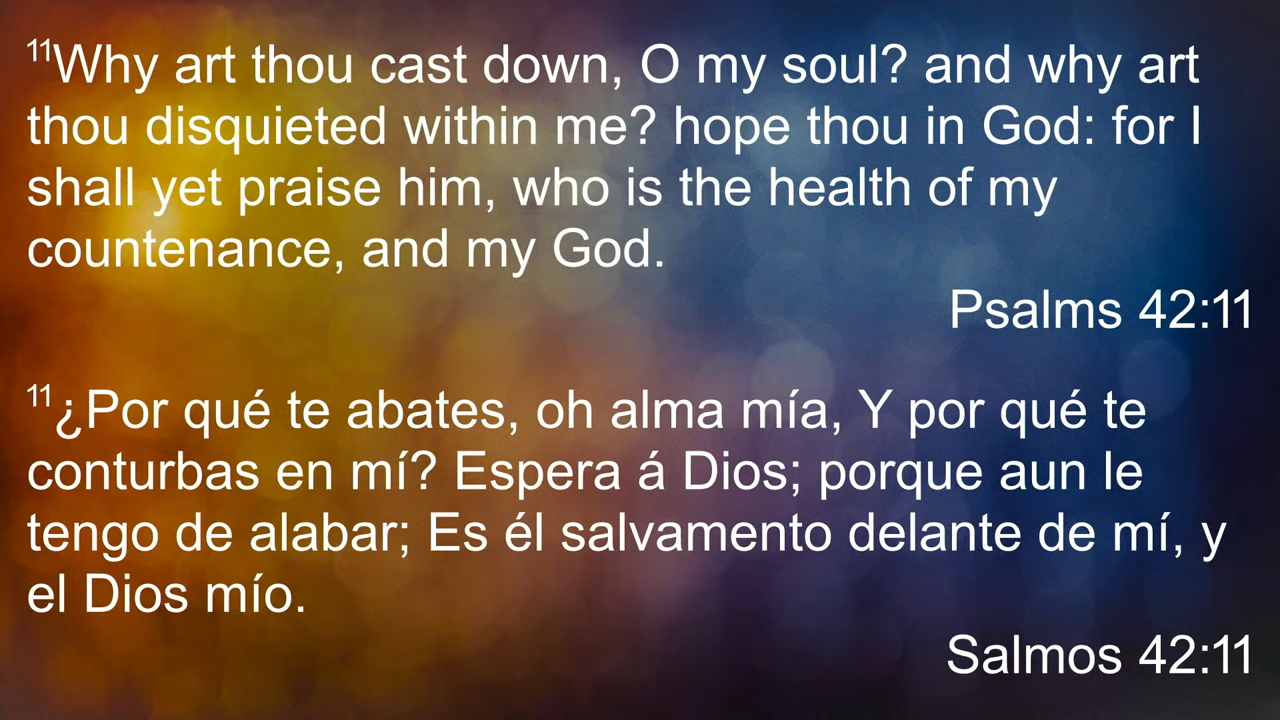 11Why art thou cast down, O my soul? and why art
thou disquieted within me? hope thou in God: for I
shall yet praise him, who is the health of my
countenance, and my God.
Psalms 42:11
11¿Por qué te abates, oh alma mía, Y por qué te
conturbas en mí? Espera á Dios; porque aun le
tengo de alabar; Es él salvamento delante de mí, y
el Dios mío.
Salmos 42:11